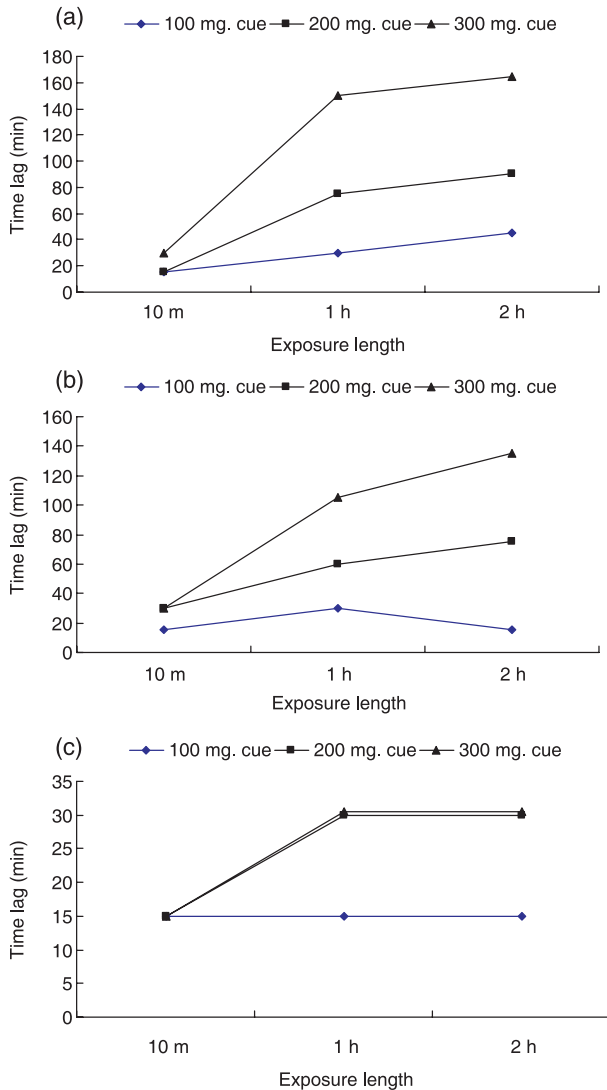 (a)
100 mg. cue 200 mg. cue 300 mg. cue
180
160
140
120
100
80
60
40
20
0
Time lag (min)
10 m 1 h 2 h
Exposure length
(b)
100 mg. cue 200 mg. cue 300 mg. cue
160
140
120
100
80
60
40
20
0
Time lag (min)
10 m 1 h 2 h
Exposure length
(c)
100 mg. cue 200 mg. cue 300 mg. cue
35
30
25
20
15
10
5
0
Time lag (min)
10 m 1 h 2 h
Exposure length